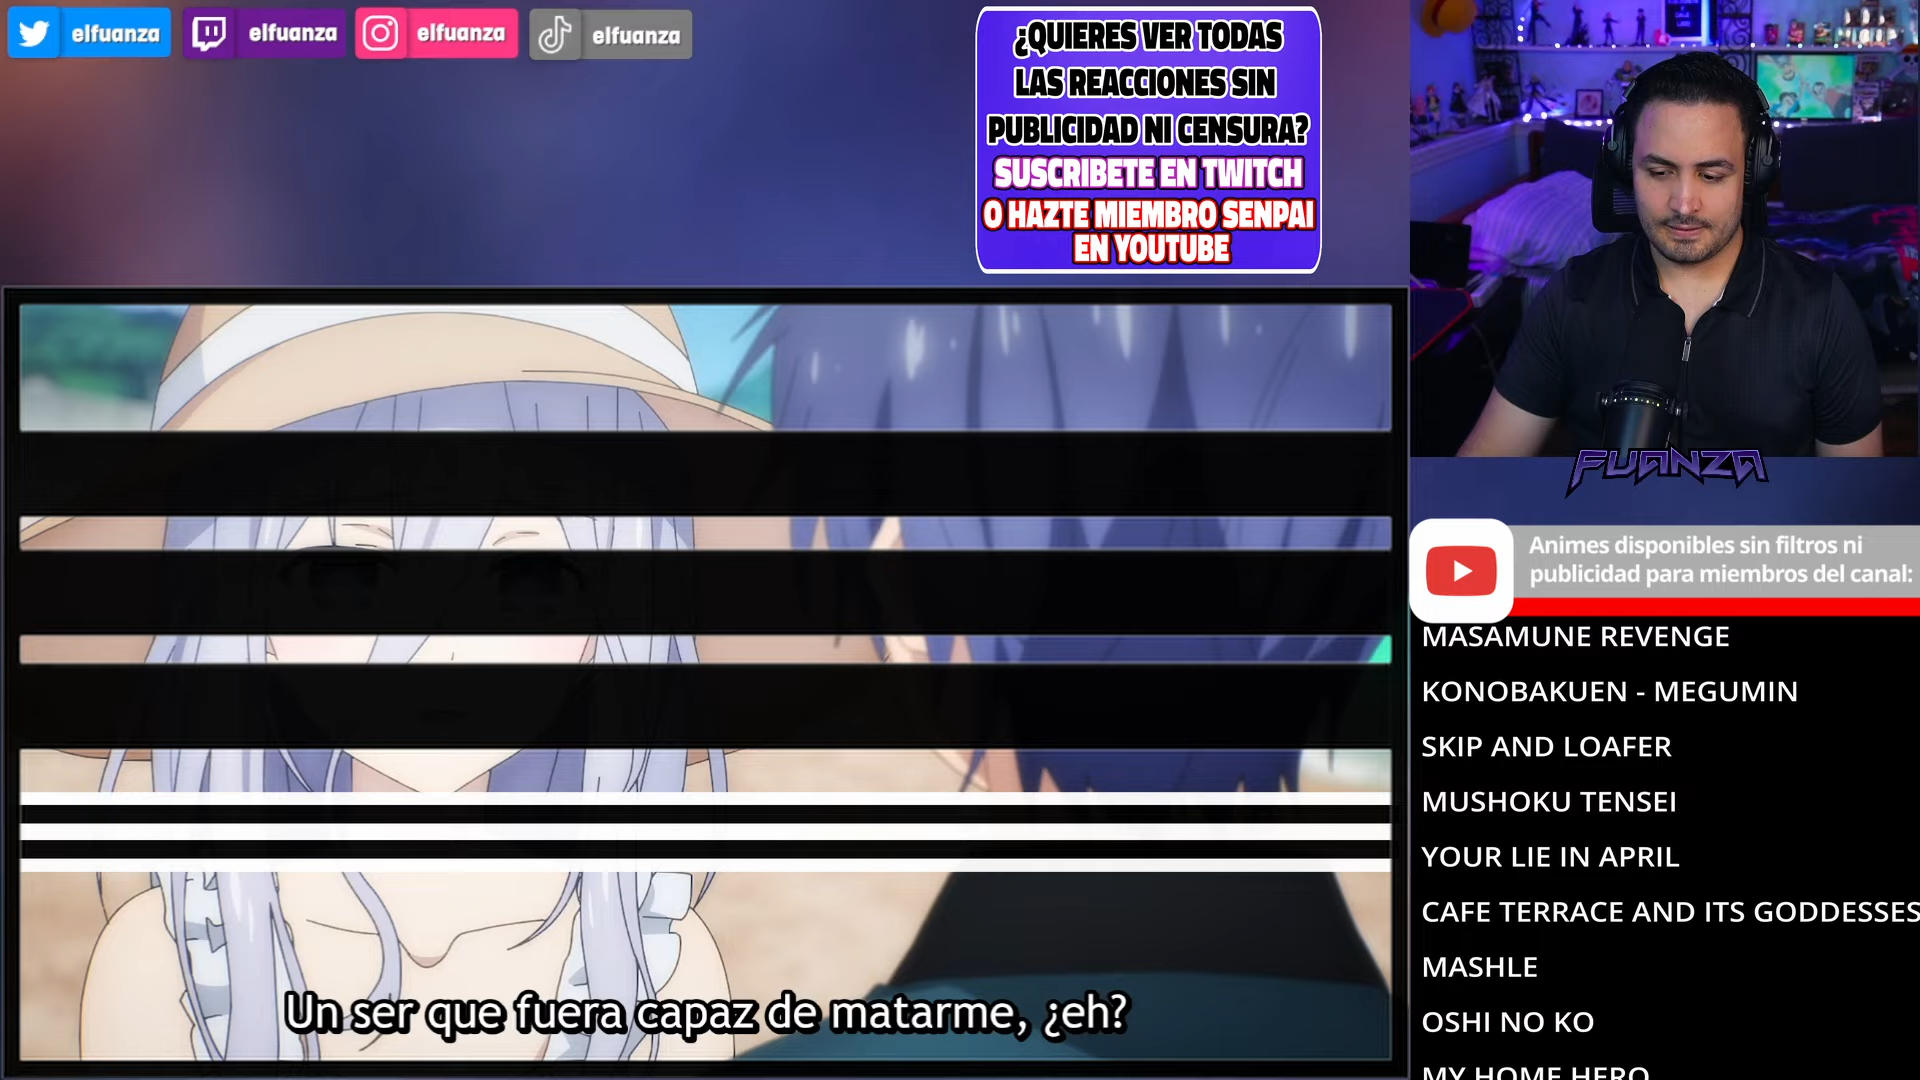 elfuanza
elfuanza
elfuanza
elfuanza
¿QUIERES VER TODAS
LAS REACCIONES SIN
PUBLICIDAD NI CENSURA?
SUSCRIBETE EN TWITCH
O HAZTE MIEMBRO SENPAI
EN YOUTUBE
FUANZA
Animes disponibles sin filtros ni
publicidad para miembros del canal:
MASAMUNE REVENGE
KONOBAKUEN - MEGUMIN
SKIP AND LOAFER
MUSHOKU TENSEI
YOUR LIE IN APRIL
CAFE TERRACE AND ITS GODDESSES
MASHLE
OSHI NO KO
MY HOME HERO
Un ser que fuera capaz de matarme, ¿eh?